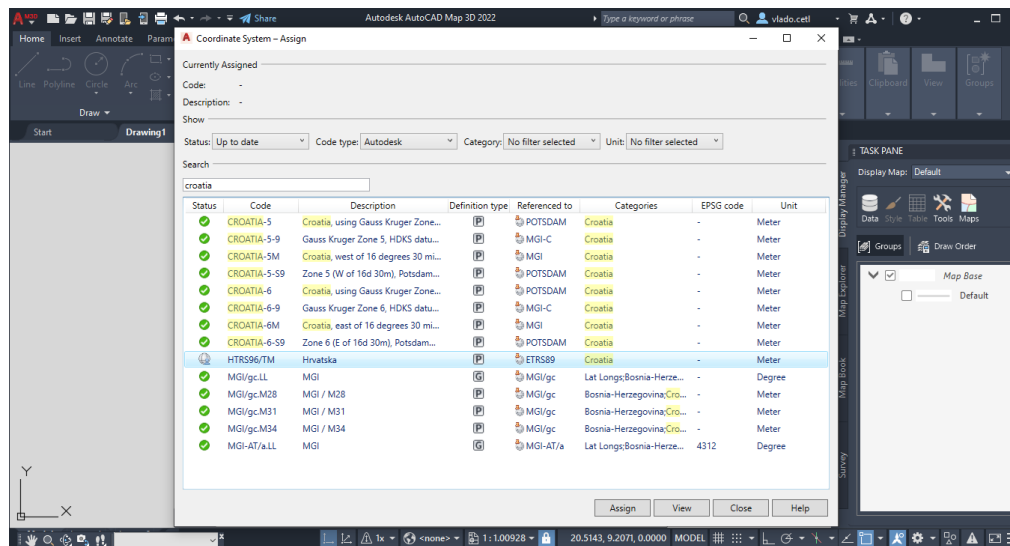 Share
Autodesk AutoCAD Map 3D 2022
Type a keyword or phrase
vlado.cetl
Home Insert Annotate Param
Line Polyline Circle Arc
Draw
Clipboard View Groups
Start Drawing1
Coordinate System – Assign
Currently Assigned
Code: -
Description: -
Show
Status: Up to date Code type: Autodesk Category: No filter selected Unit: No filter selected
Search
croatia
Status Code Description Definition type Referenced to Categories EPSG code Unit
CROATIA-5 Croatia, using Gauss Kruger Zone... P POTSDAM Croatia - Meter
CROATIA-5-9 Gauss Kruger Zone 5, HDKS datu... P MGI-C Croatia - Meter
CROATIA-5M Croatia, west of 16 degrees 30 mi... P MGI Croatia - Meter
CROATIA-5-S9 Zone 5 (W of 16d 30m), Potsdam... P POTSDAM Croatia - Meter
CROATIA-6 Croatia, using Gauss Kruger Zone... P POTSDAM Croatia - Meter
CROATIA-6-9 Gauss Kruger Zone 6, HDKS datu... P MGI-C Croatia - Meter
CROATIA-6M Croatia, east of 16 degrees 30 mi... P MGI Croatia - Meter
CROATIA-6-S9 Zone 6 (E of 16d 30m), Potsdam... P POTSDAM Croatia - Meter
HTRS96/TM Hrvatska P ETRS89 Croatia - Meter
MGI/gc.LL MGI G MGI/gc Lat Longs;Bosnia-Herze... - Degree
MGI/gc.M28 MGI / M28 P MGI/gc Bosnia-Herzegovina;Cro... - Meter
MGI/gc.M31 MGI / M31 P MGI/gc Bosnia-Herzegovina;Cro... - Meter
MGI/gc.M34 MGI / M34 P MGI/gc Bosnia-Herzegovina;Cro... - Meter
MGI-AT/a.LL MGI G MGI-AT/a Lat Longs;Bosnia-Herze... 4312 Degree
Assign View Close Help
TASK PANE
Display Map: Default
Data Style Table Tools Maps
Groups Draw Order
Map Base
Default
Display Manager
Map Explorer
Map Book
Survey
Y
X
1x <none> 1 : 1.00928 20.5143, 9.2071, 0.0000 MODEL